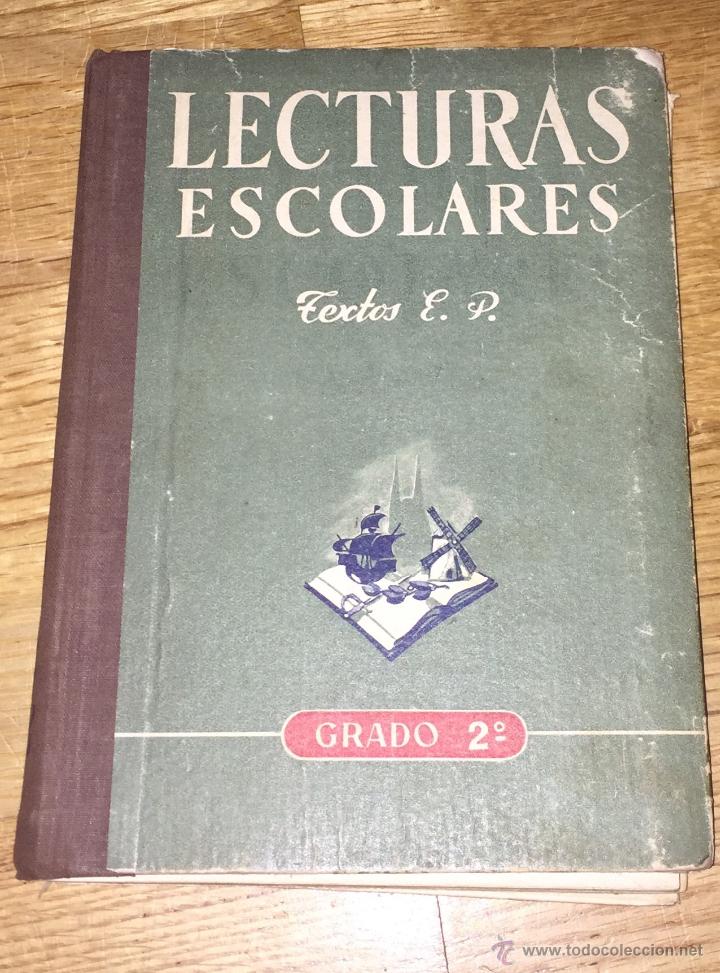 LECTURAS
ESCOLARES
Textos E. P.
GRADO 2º
© www.todocoleccion.net